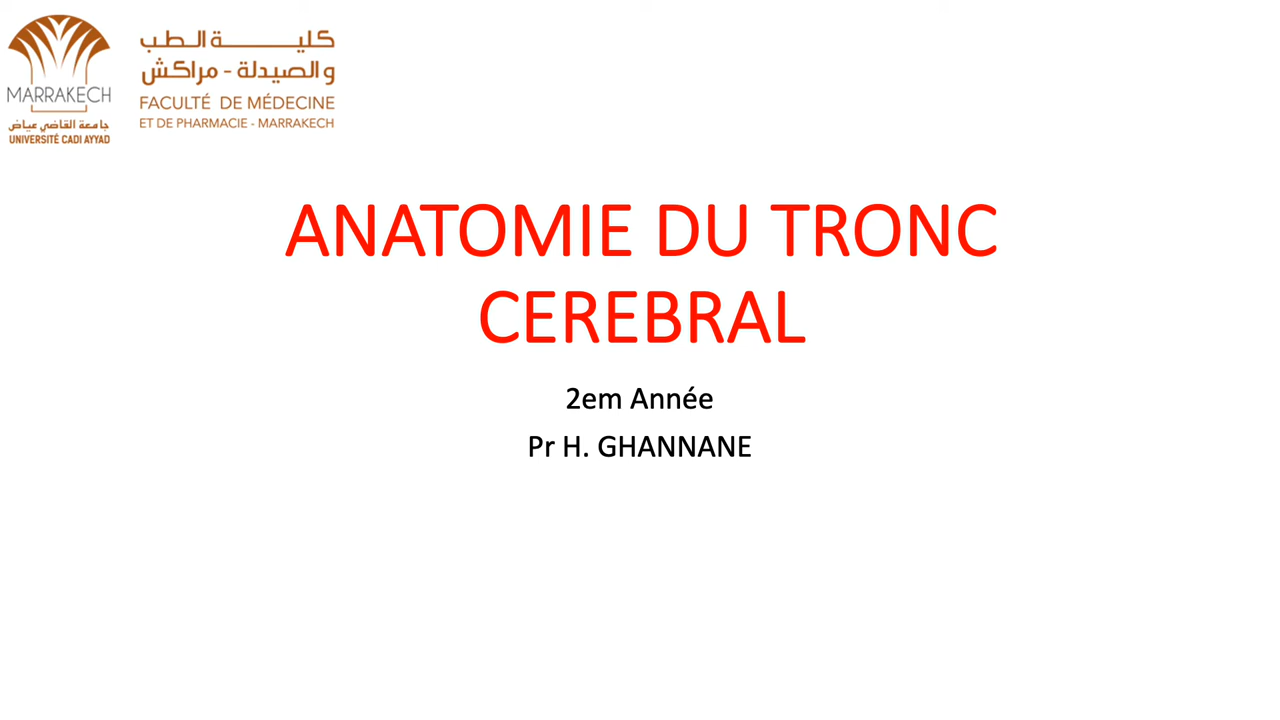 MARRAKECH
جامعة القاضي عياض
UNIVERSITÉ CADI AYYAD
كليـــــة الـطـب
والصيدلة - مراكش
FACULTÉ DE MÉDECINE
ET DE PHARMACIE - MARRAKECH
ANATOMIE DU TRONC
CEREBRAL
2em Année
Pr H. GHANNANE